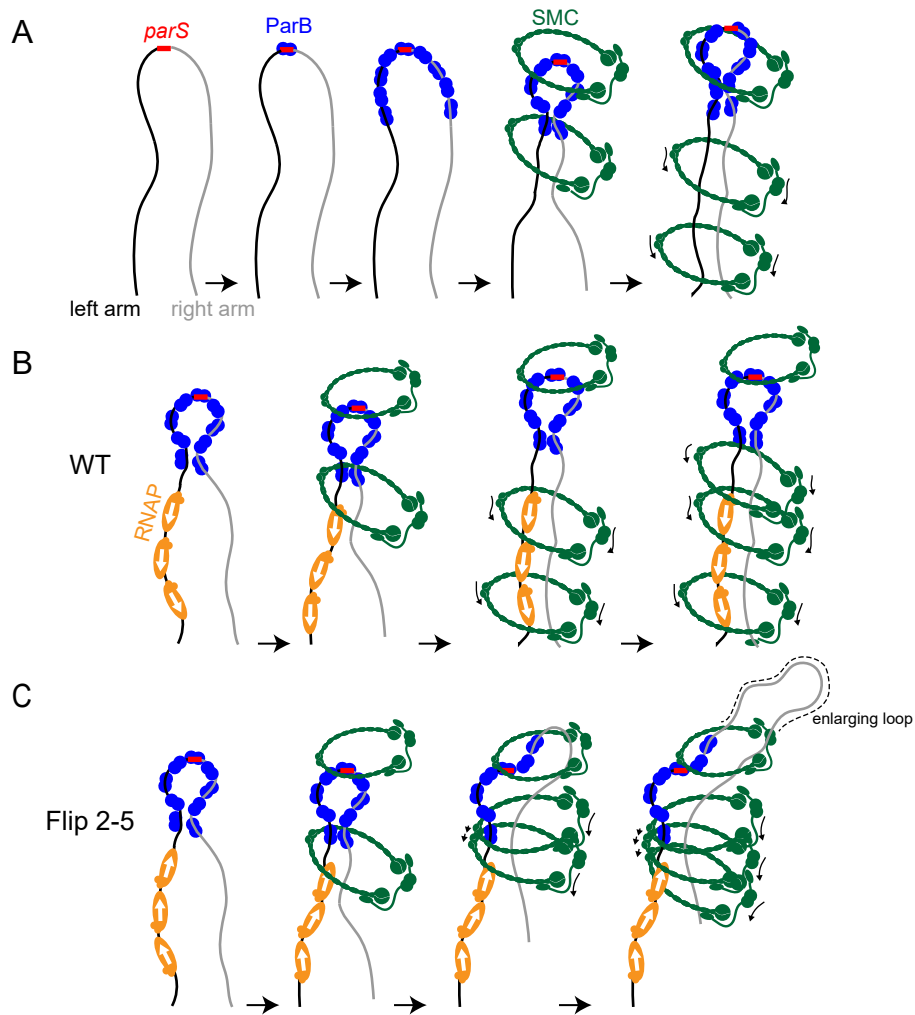 A
parS
ParB
SMC
left arm
right arm
B
WT
RNAP
C
Flip 2-5
enlarging loop